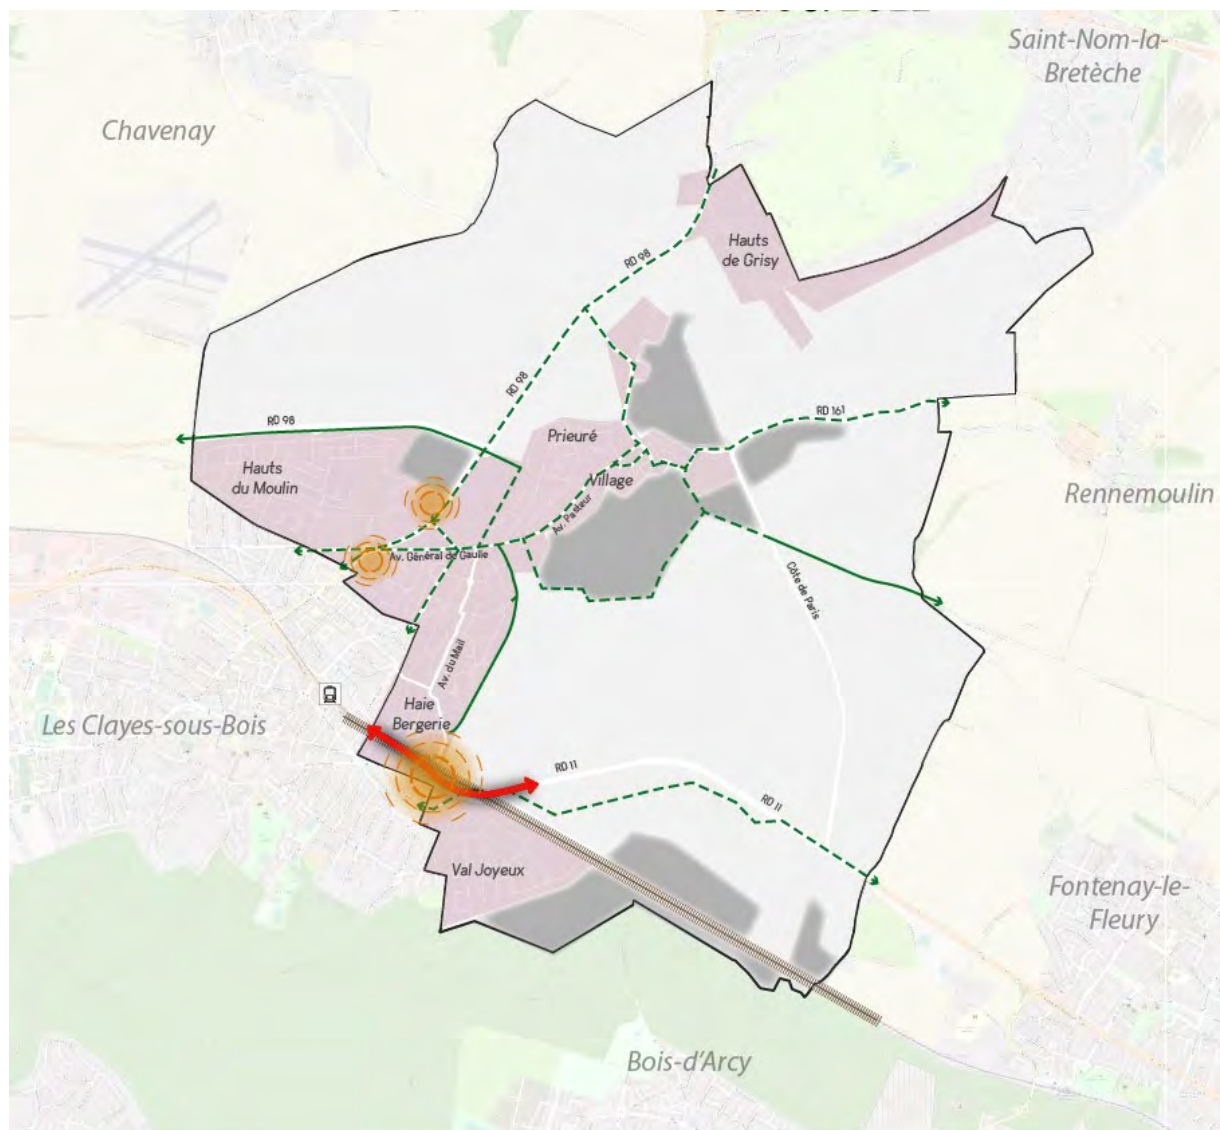 Saint-Nom-la-
Bretèche
Chavenay
Hauts
de Grisy
RD 98
RD 98
RD 161
RD 98
Prieuré
Hauts
du Moulin
Village
Rennemoulin
Av. Pasteur
Av. Général de Gaulle
Côte de Paris
Av. du Mail
Haie
Bergerie
Les Clayes-sous-Bois
RD 11
RD 11
Val Joyeux
Fontenay-le-
Fleury
Bois-d'Arcy